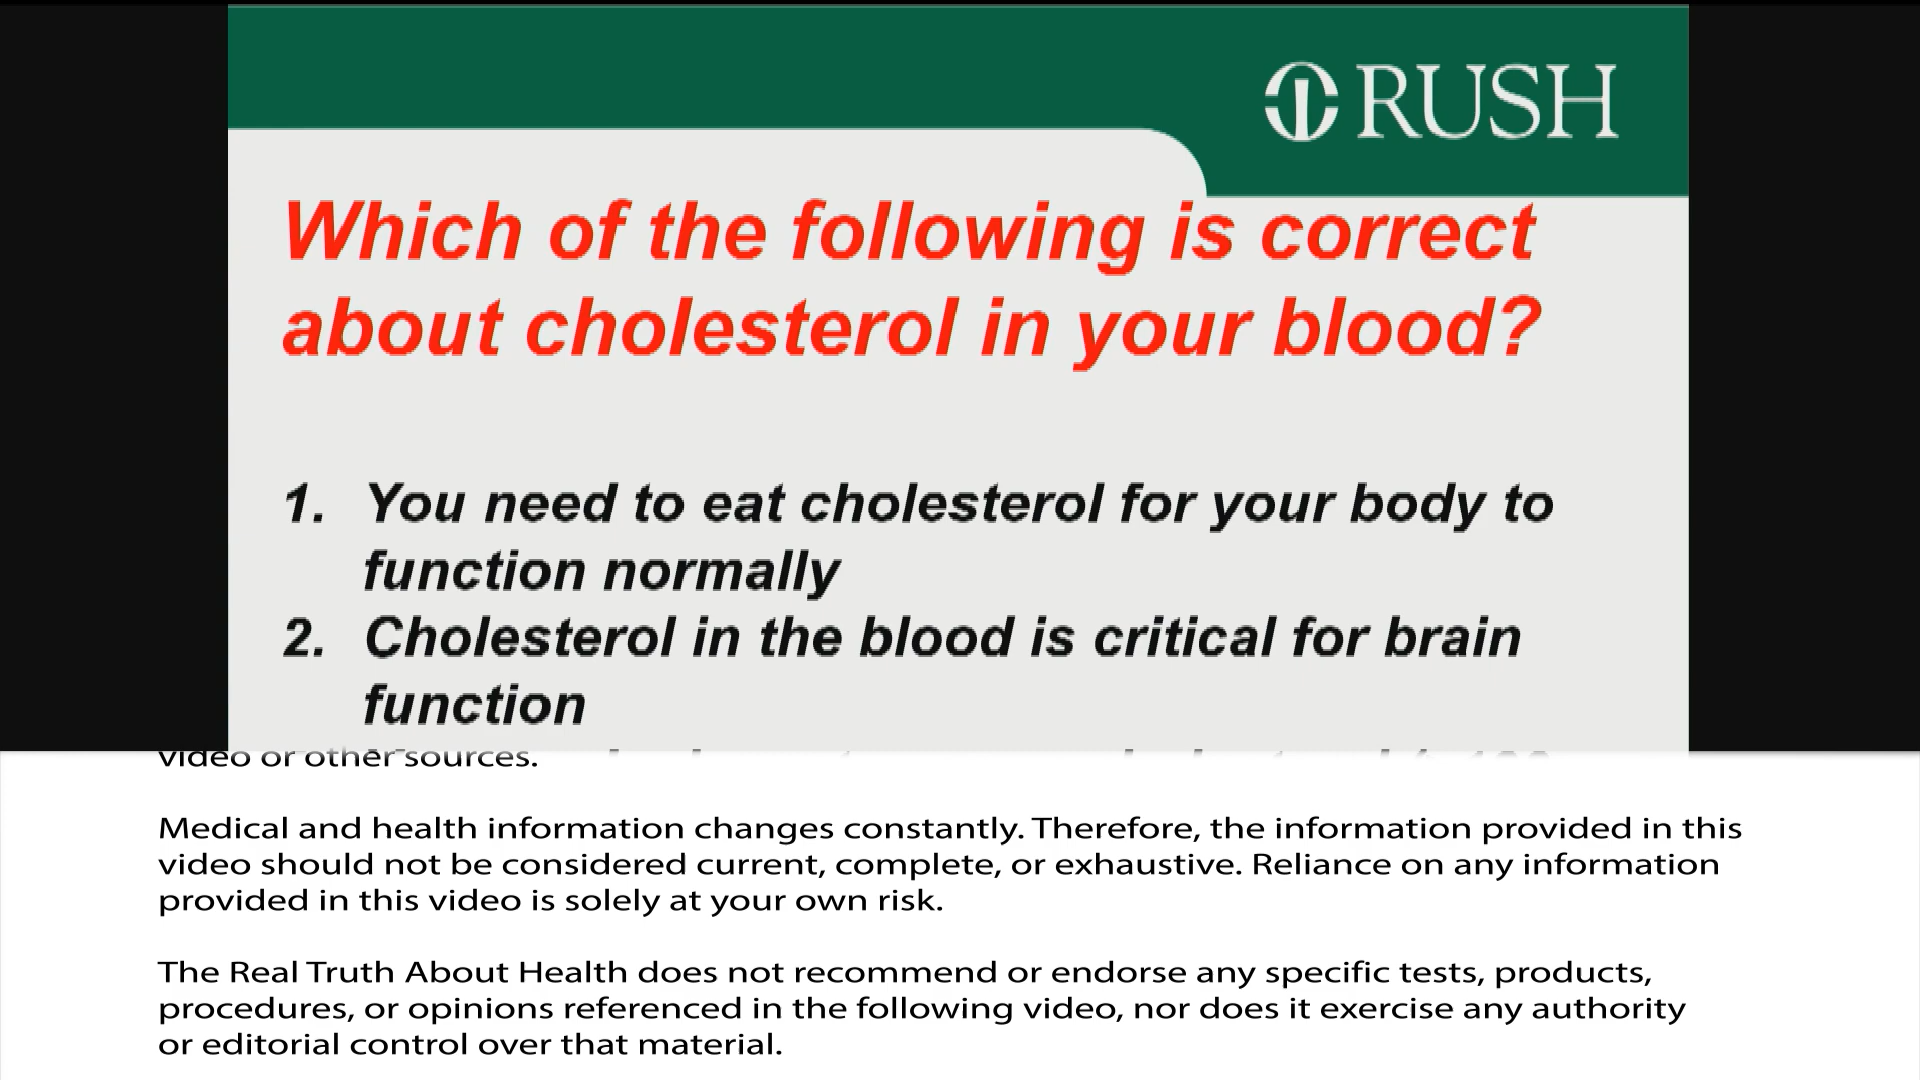 RUSH
Which of the following is correct
about cholesterol in your blood?
1. You need to eat cholesterol for your body to
function normally
2. Cholesterol in the blood is critical for brain
function
video or other sources.
Medical and health information changes constantly. Therefore, the information provided in this
video should not be considered current, complete, or exhaustive. Reliance on any information
provided in this video is solely at your own risk.
The Real Truth About Health does not recommend or endorse any specific tests, products,
procedures, or opinions referenced in the following video, nor does it exercise any authority
or editorial control over that material.